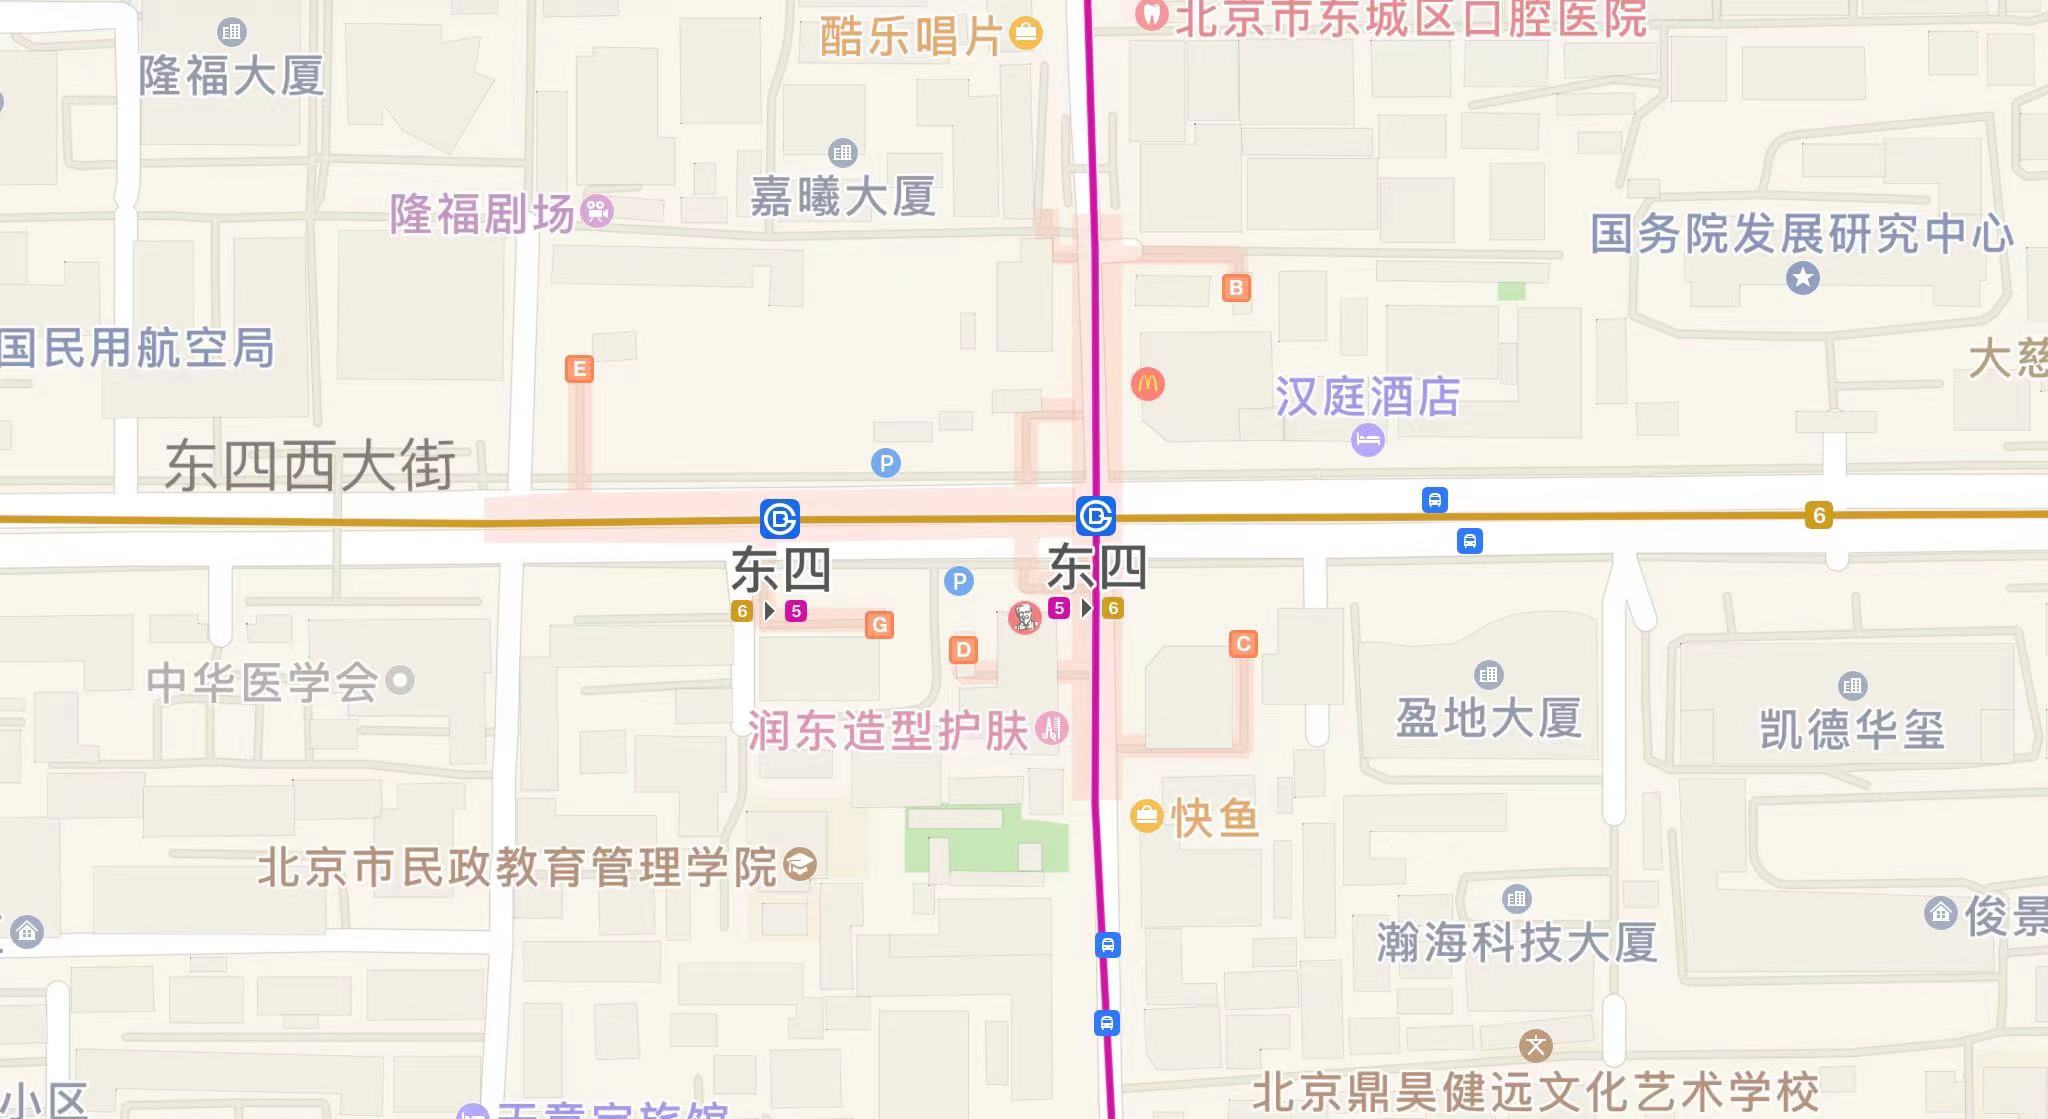 酷乐唱片
北京市东城区口腔医院
隆福大厦
嘉曦大厦
隆福剧场
国务院发展研究中心
B
国民用航空局
E
大慈
汉庭酒店
东四西大街
P
6
东四
东四
6 5
5 6
P
G
D
C
中华医学会
润东造型护肤
盈地大厦
凯德华玺
快鱼
北京市民政教育管理学院
瀚海科技大厦
俊景
小区
北京鼎昊健远文化艺术学校